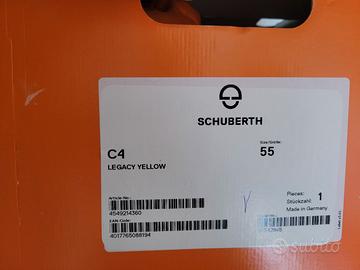 SCHUBERTH
C4
LEGACY YELLOW
Size/Größe:
55
Article-No.:
4549214360
EAN-Code:
4017765088194
Pieces:
Stückzahl:
1
Made in Germany
subito